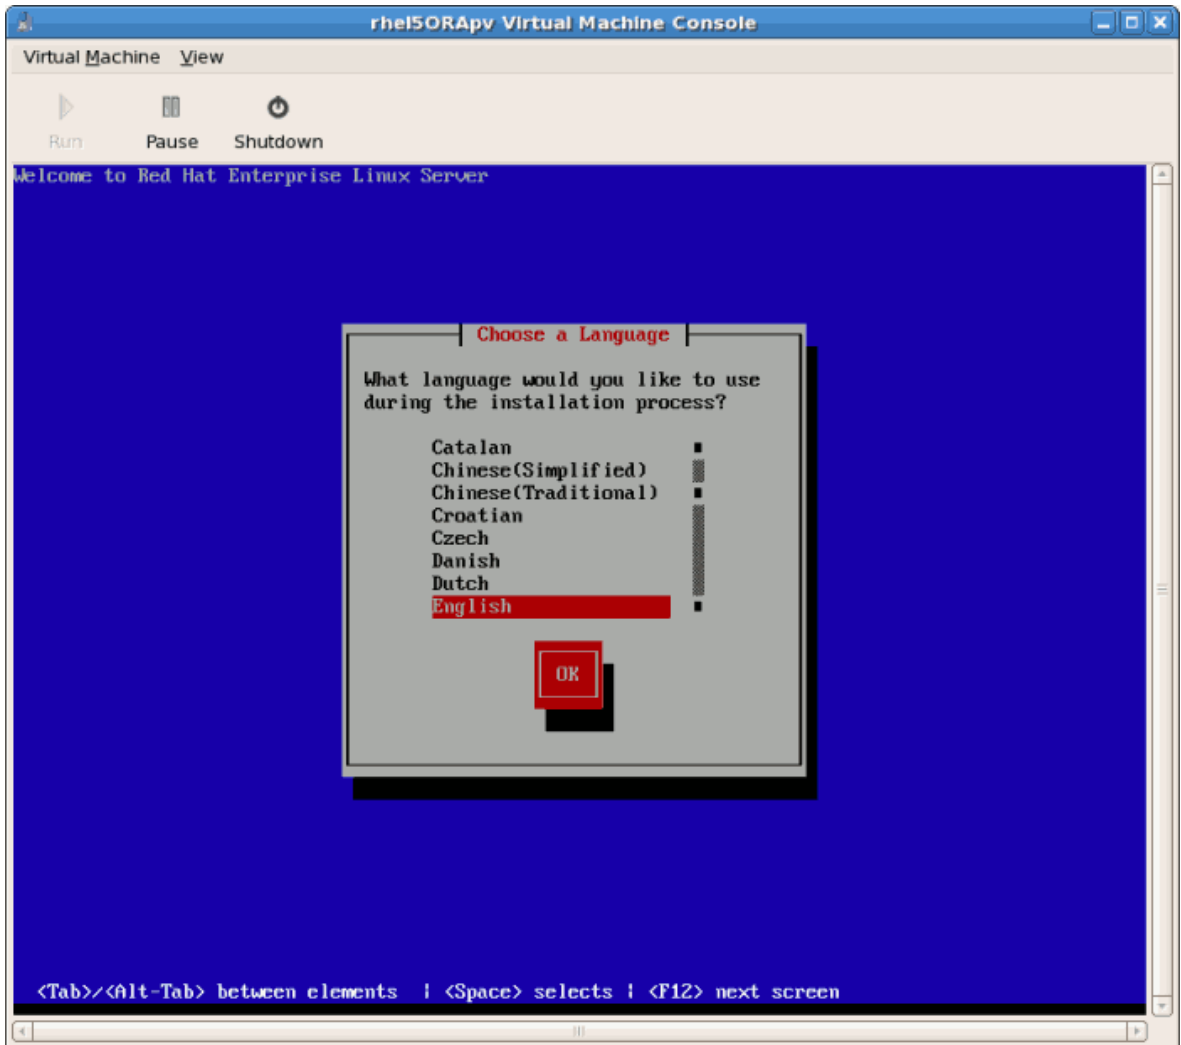 rhel5ORApv Virtual Machine Console
Virtual Machine View
Run Pause Shutdown
Welcome to Red Hat Enterprise Linux Server
Choose a Language
What language would you like to use
during the installation process?
Catalan
Chinese(Simplified)
Chinese(Traditional)
Croatian
Czech
Danish
Dutch
English
OK
<Tab>/<Alt-Tab> between elements | <Space> selects | <F12> next screen